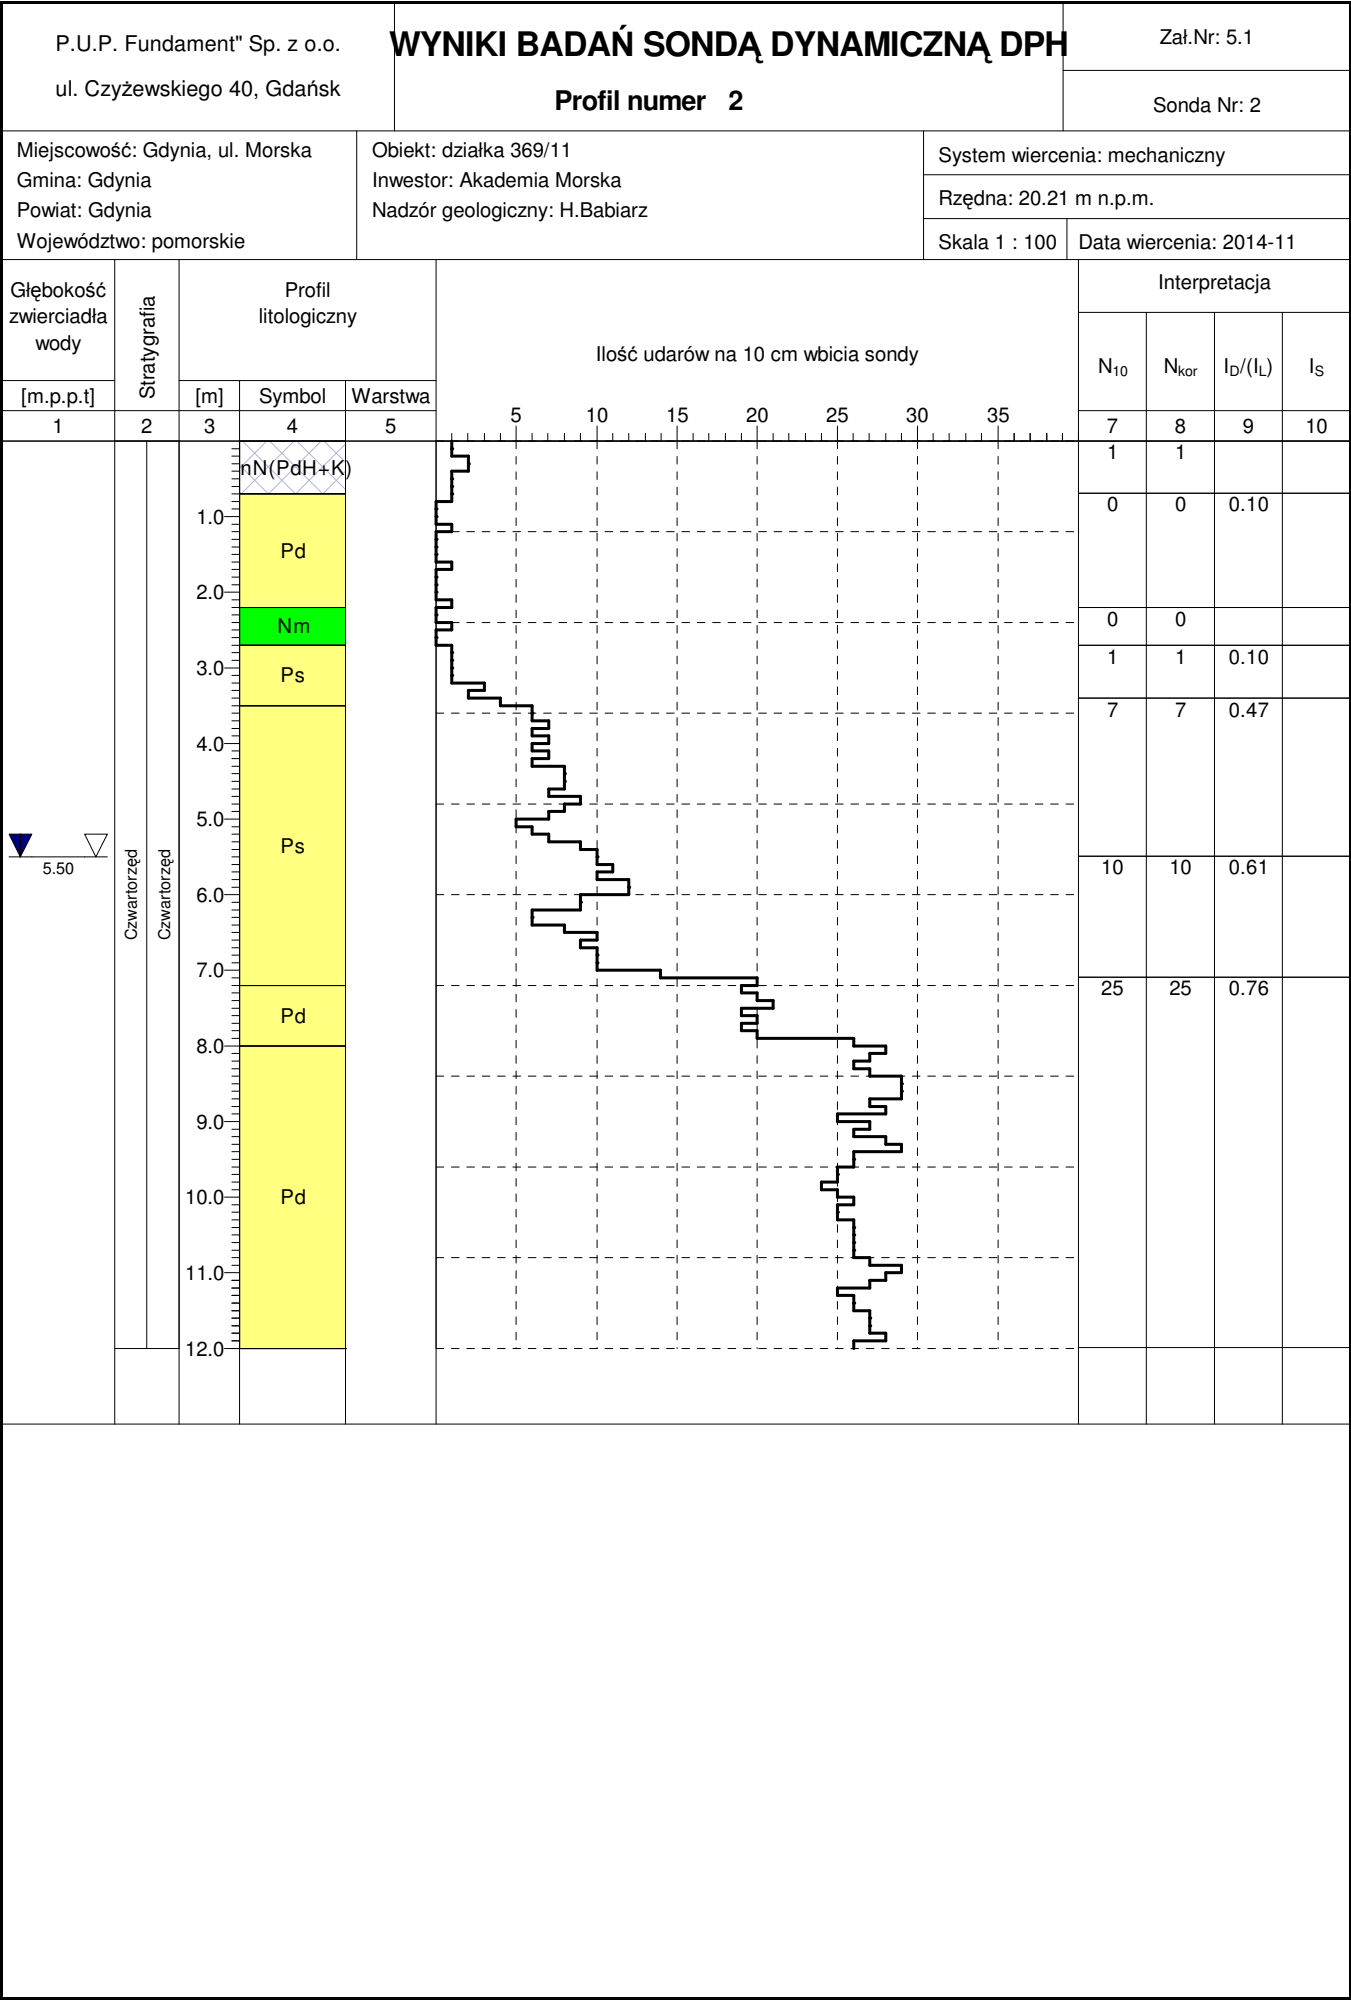 P.U.P. Fundament" Sp. z o.o.
ul. Czyżewskiego 40, Gdańsk
WYNIKI BADAŃ SONDĄ DYNAMICZNĄ DPH
Profil numer 2
Zał.Nr: 5.1
Sonda Nr: 2
Miejscowość: Gdynia, ul. Morska
Gmina: Gdynia
Powiat: Gdynia
Województwo: pomorskie
Obiekt: działka 369/11
Inwestor: Akademia Morska
Nadzór geologiczny: H.Babiarz
System wiercenia: mechaniczny
Rzędna: 20.21 m n.p.m.
Skala 1 : 100
Data wiercenia: 2014-11
Głębokość
zwierciadła
wody
[m.p.p.t]
Stratygrafia
Profil
litologiczny
[m]
Symbol
Warstwa
Ilość udarów na 10 cm wbicia sondy
5 10 15 20 25 30 35
Interpretacja
N10
Nkor
ID/(IL)
IS
1 2 3 4 5 7 8 9 10
nN(PdH+K)
1 1
0 0 0.10
1.0
Pd
2.0
Nm
0 0
3.0
Ps
1 1 0.10
7 7 0.47
4.0
5.0
Ps
5.50
10 10 0.61
Czwartorzęd
Czwartorzęd
6.0
7.0
25 25 0.76
Pd
8.0
9.0
10.0
Pd
11.0
12.0